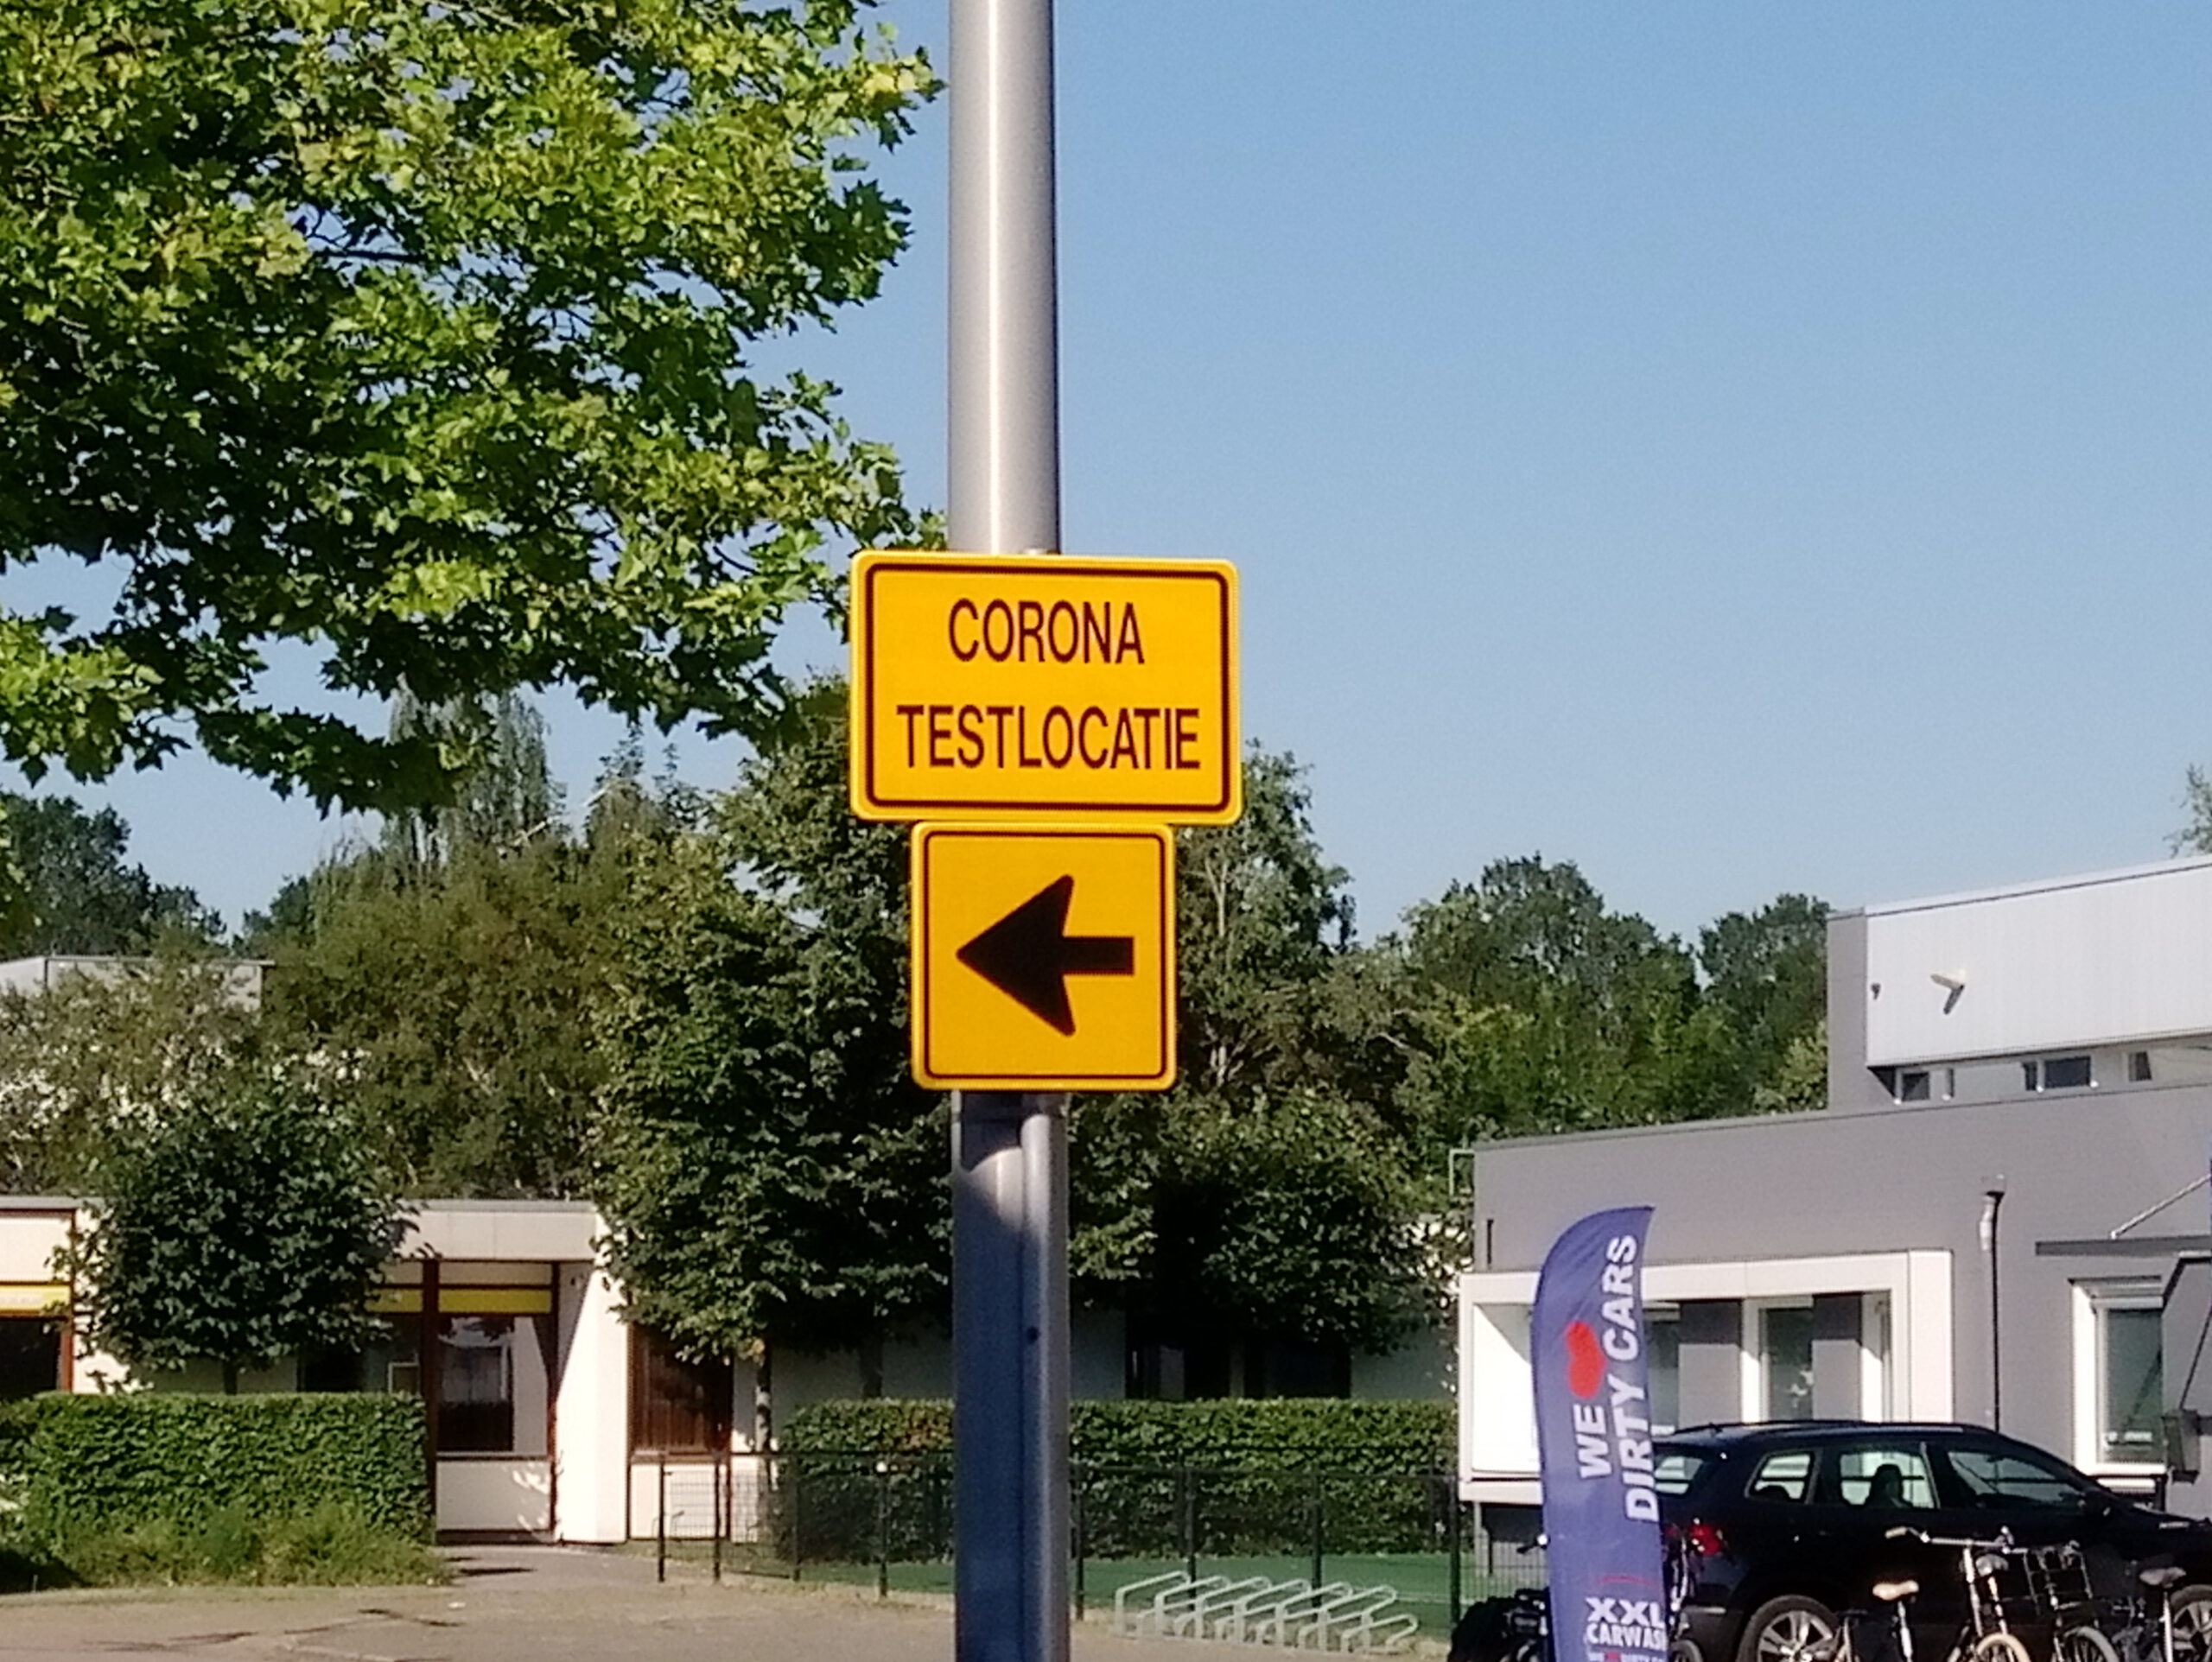 CORONA
TESTLOCATIE
WE ❤
DIRTY CARS
XXL
CARWASH